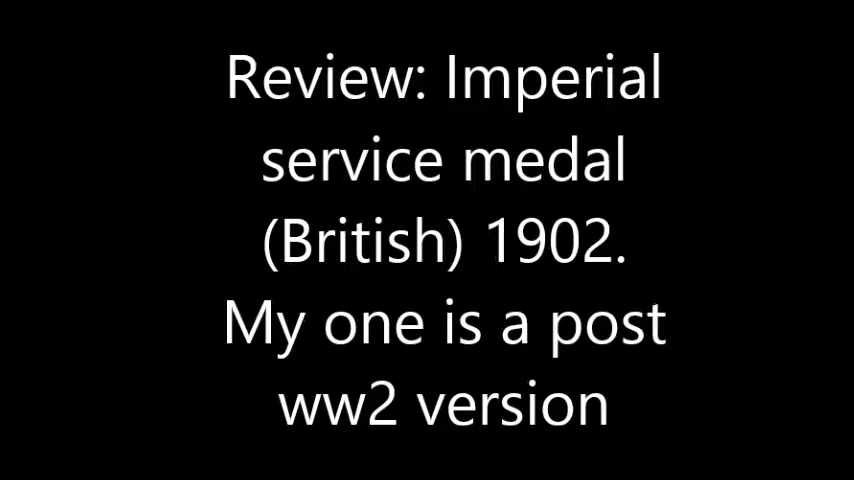 Review: Imperial
service medal
(British) 1902.
My one is a post
ww2 version